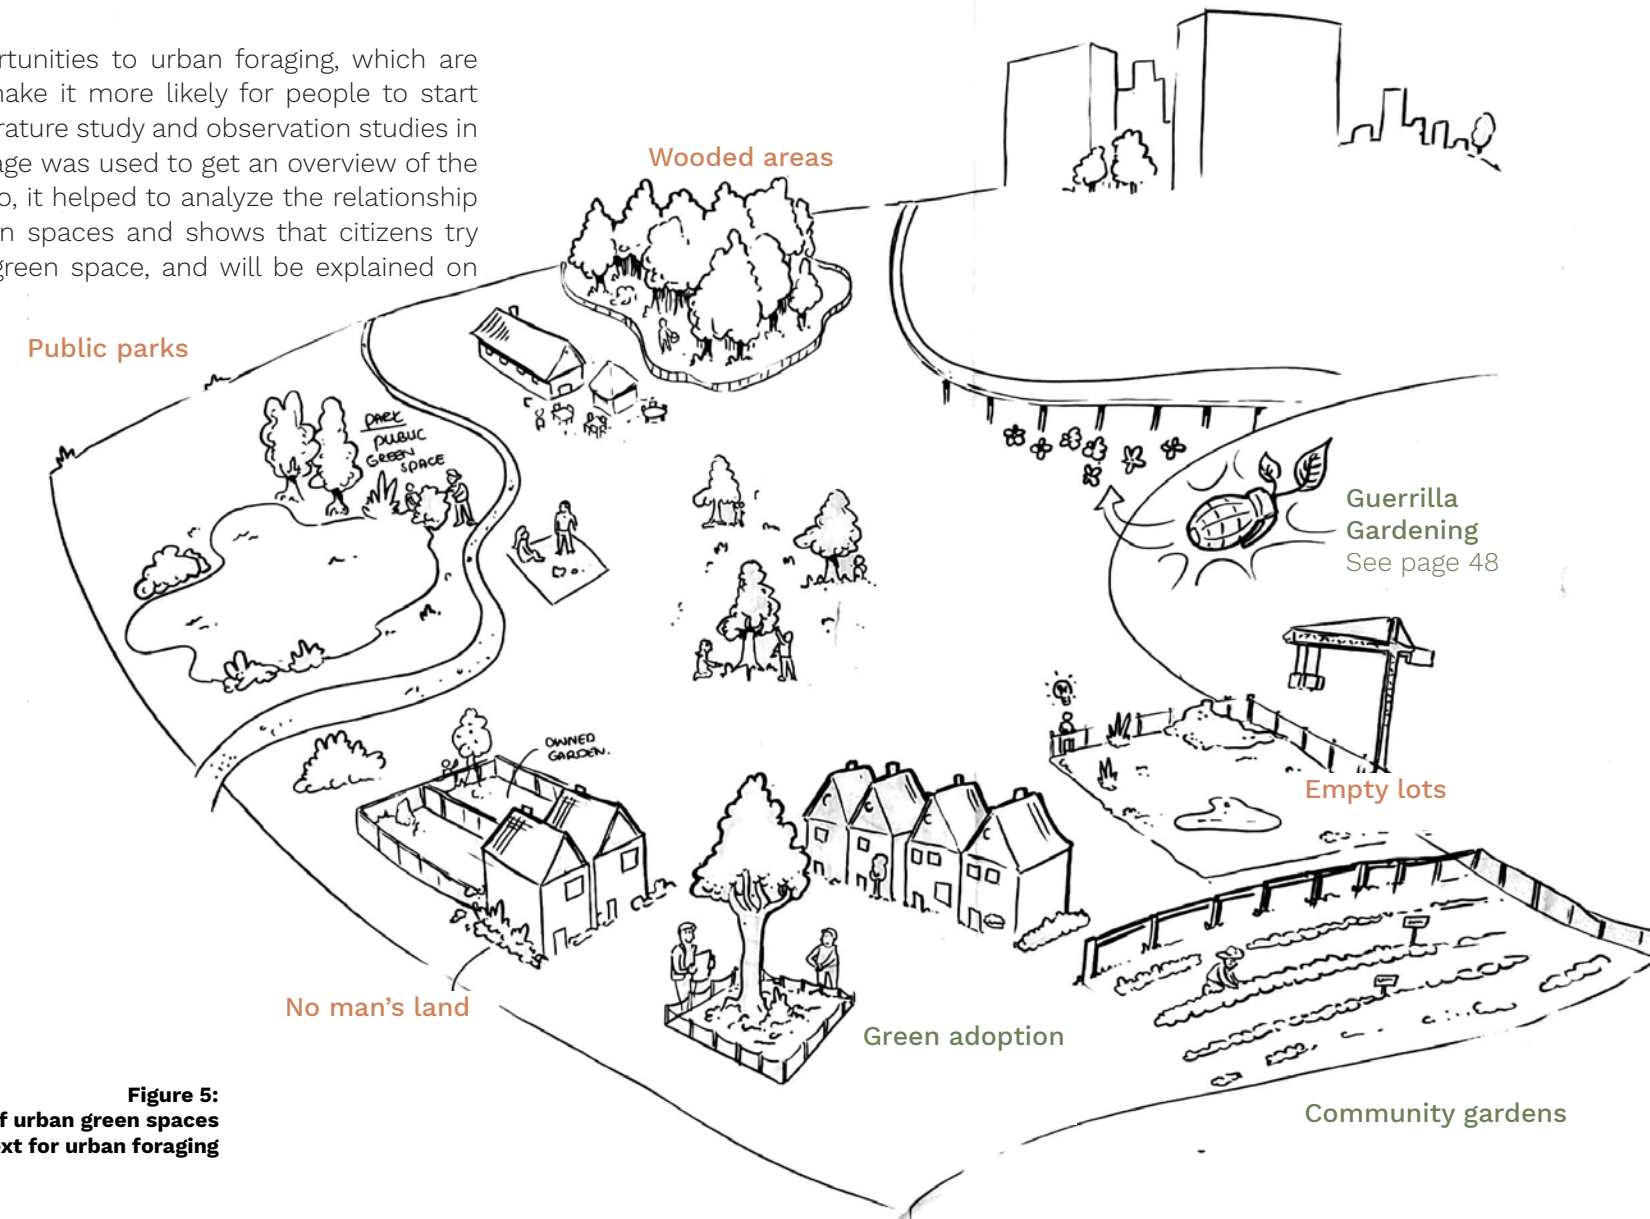 rtunities to urban foraging, which are
make it more likely for people to start
rature study and observation studies in
age was used to get an overview of the
o, it helped to analyze the relationship
n spaces and shows that citizens try
green space, and will be explained on
Wooded areas
Public parks
PARK
PUBLIC
GREEN
SPACE
Guerrilla
Gardening
See page 48
OWNED
GARDEN.
Empty lots
No man's land
Green adoption
Community gardens
Figure 5:
f urban green spaces
ext for urban foraging